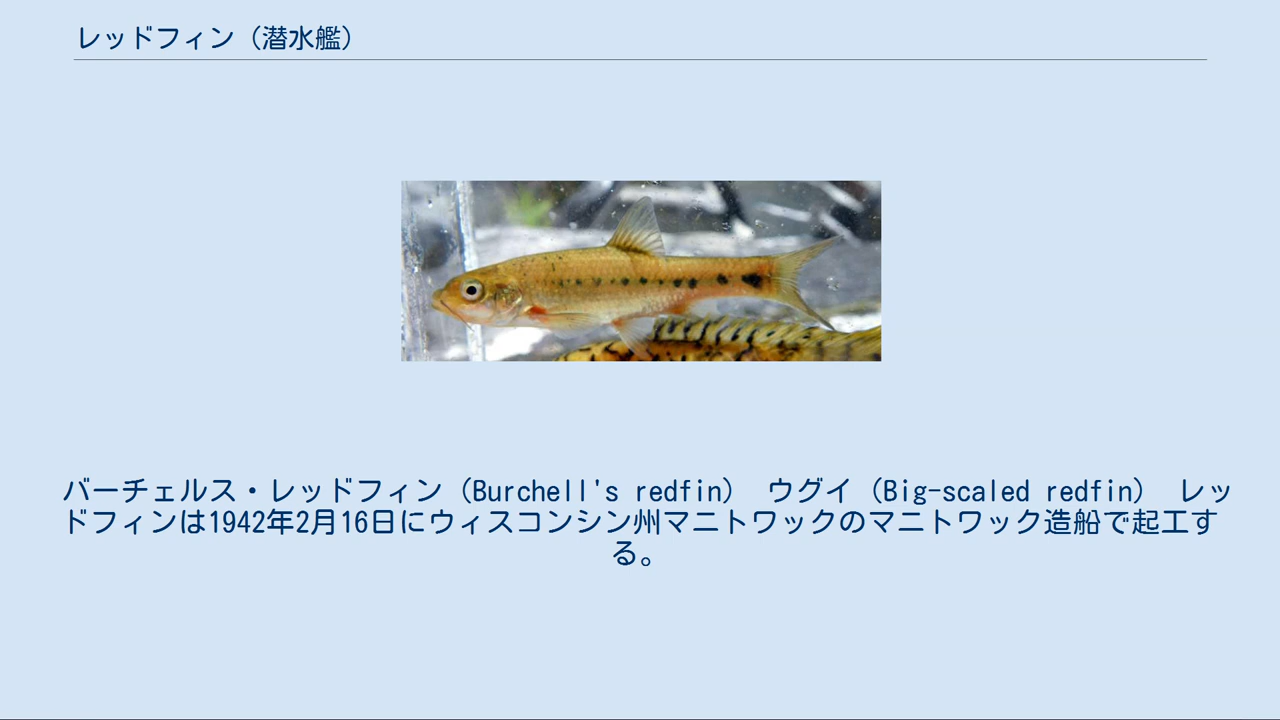 レッドフィン（潜水艦）
バーチェルス・レッドフィン（Burchell's redfin）　ウグイ（Big-scaled redfin）　レッ
ドフィンは1942年2月16日にウィスコンシン州マニトワックのマニトワック造船で起工す
る。